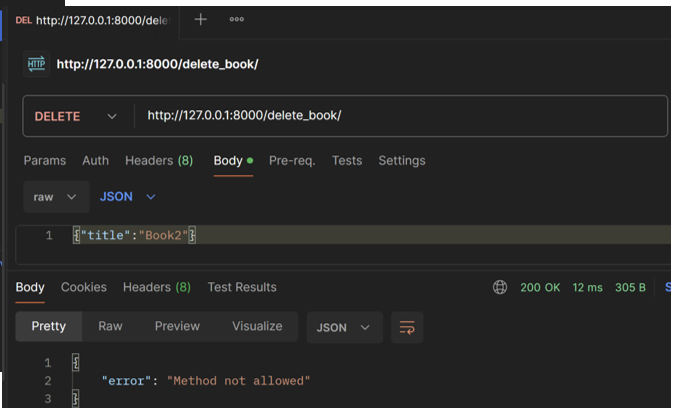 DEL http://127.0.0.1:8000/dele
HTTP http://127.0.0.1:8000/delete_book/
DELETE http://127.0.0.1:8000/delete_book/
Params Auth Headers (8) Body Pre-req. Tests Settings
raw JSON
1 {"title":"Book2"}
Body Cookies Headers (8) Test Results 200 OK 12 ms 305 B S
Pretty Raw Preview Visualize JSON
1 {
2 "error": "Method not allowed"
3 }